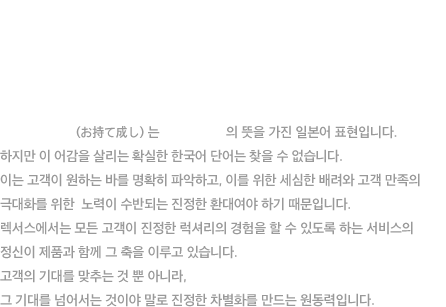 (お持て成し) 는 의 뜻을 가진 일본어 표현입니다.
하지만 이 어감을 살리는 확실한 한국어 단어는 찾을 수 없습니다.
이는 고객이 원하는 바를 명확히 파악하고, 이를 위한 세심한 배려와 고객 만족의
극대화를 위한 노력이 수반되는 진정한 환대여야 하기 때문입니다.
렉서스에서는 모든 고객이 진정한 럭셔리의 경험을 할 수 있도록 하는 서비스의
정신이 제품과 함께 그 축을 이루고 있습니다.
고객의 기대를 맞추는 것 뿐 아니라,
그 기대를 넘어서는 것이야 말로 진정한 차별화를 만드는 원동력입니다.